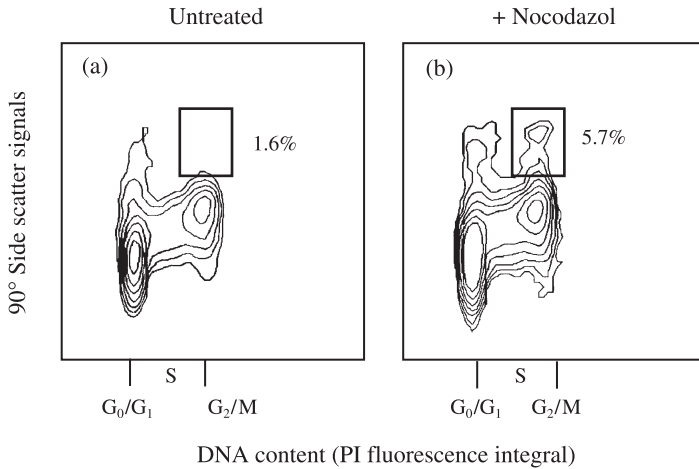 Untreated
+ Nocodazol
(a)
(b)
1.6%
5.7%
90° Side scatter signals
S
S
G₀/G₁
G₂/M
G₀/G₁
G₂/M
DNA content (PI fluorescence integral)